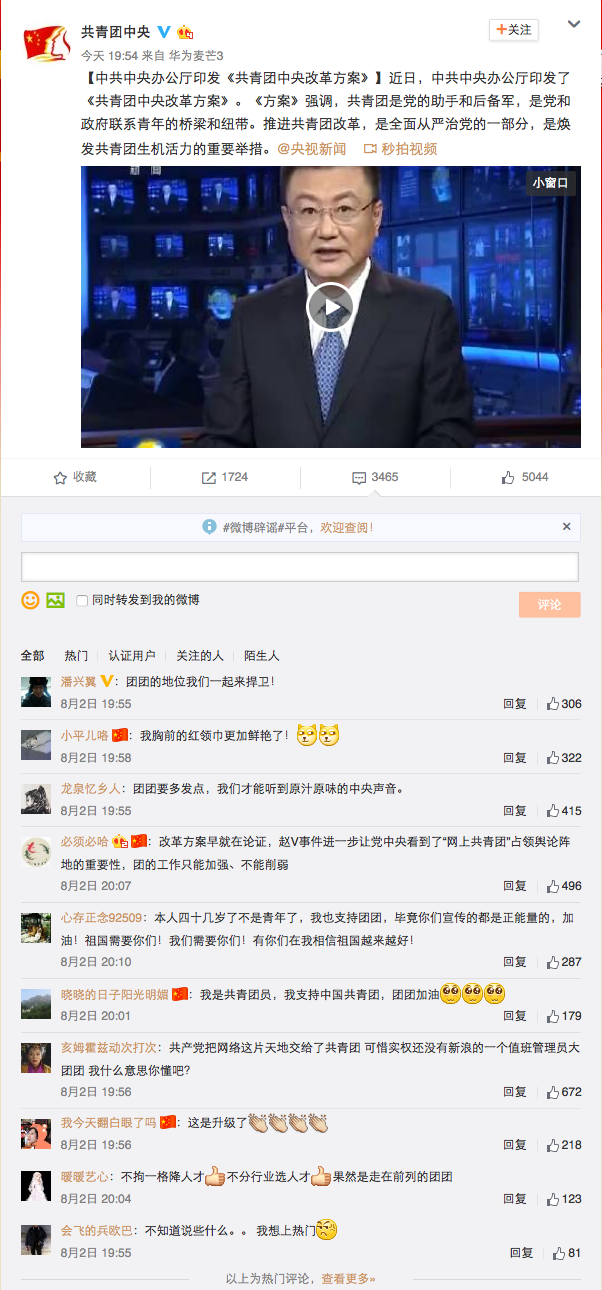 共青团中央
+关注
今天 19:54 来自 华为麦芒3
【中共中央办公厅印发《共青团中央改革方案》】近日，中共中央办公厅印发了
《共青团中央改革方案》。《方案》强调，共青团是党的助手和后备军，是党和
政府联系青年的桥梁和纽带。推进共青团改革，是全面从严治党的一部分，是焕
发共青团生机活力的重要举措。@央视新闻 秒拍视频
新闻
小窗口
收藏
1724
3465
5044
#微博辟谣#平台，欢迎查阅！
×
同时转发到我的微博
评论
全部 热门 认证用户 关注的人 陌生人
潘兴翼 V：团团的地位我们一起来捍卫！
8月2日 19:55 回复 306
小平儿咯：我胸前的红领巾更加鲜艳了！
8月2日 19:58 回复 322
龙泉忆乡人：团团要多发点，我们才能听到原汁原味的中央声音。
8月2日 19:55 回复 415
必须必哈：改革方案早就在论证，赵V事件进一步让党中央看到了“网上共青团”占领舆论阵
地的重要性，团的工作只能加强、不能削弱
8月2日 20:07 回复 496
心存正念92509：本人四十几岁了不是青年了，我也支持团团，毕竟你们宣传的都是正能量的，加
油！祖国需要你们！我们需要你们！有你们在我相信祖国越来越好！
8月2日 20:10 回复 287
晓晓的日子阳光明媚：我是共青团员，我支持中国共青团，团团加油
8月2日 20:01 回复 179
亥姆霍兹动次打次：共产党把网络这片天地交给了共青团 可惜实权还没有新浪的一个值班管理员大
团团 我什么意思你懂吧?
8月2日 19:56 回复 672
我今天翻白眼了吗：这是升级了
8月2日 19:56 回复 218
暖暖艺心：不拘一格降人才不分行业选人才果然是走在前列的团团
8月2日 20:04 回复 123
会飞的兵欧巴：不知道说些什么。。 我想上热门
8月2日 19:55 回复 81
以上为热门评论，查看更多»